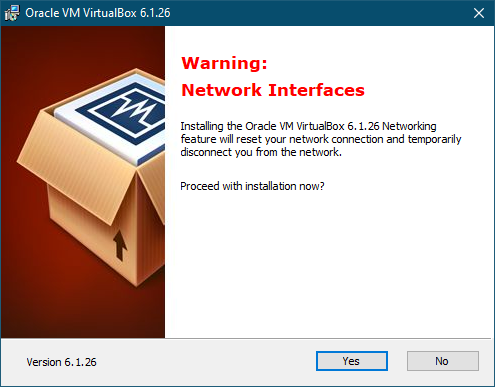 Oracle VM VirtualBox 6.1.26
Warning:
Network Interfaces
Installing the Oracle VM VirtualBox 6.1.26 Networking
feature will reset your network connection and temporarily
disconnect you from the network.
Proceed with installation now?
Version 6.1.26
Yes
No